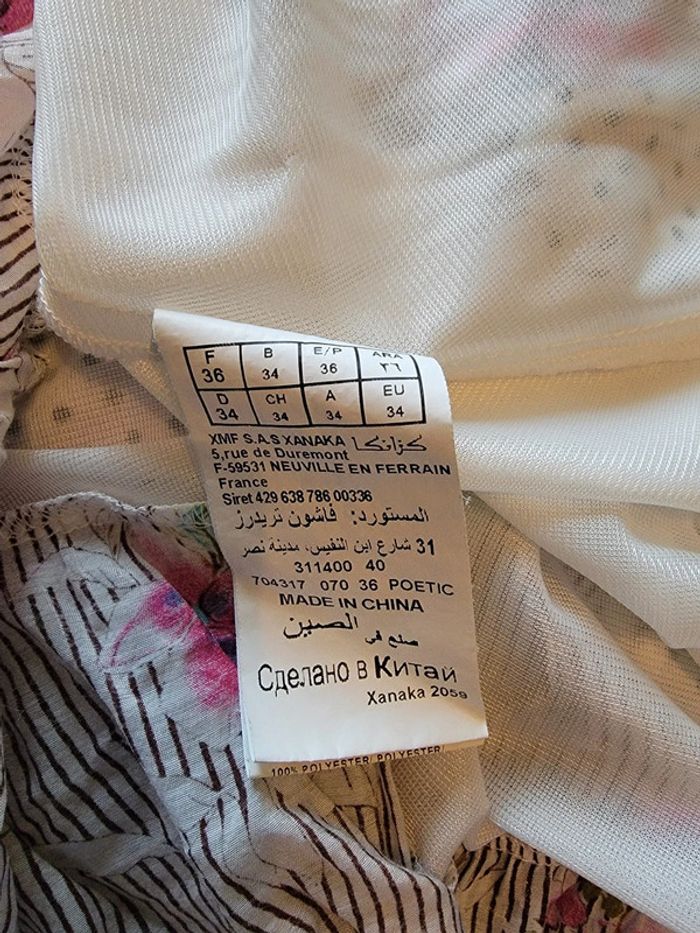 F B E/P ARA
36 34 36 ٣٦
D CH A EU
34 34 34 34
XMF S.A.S XANAKA كزانكا
5,rue de Duremont
F-59531 NEUVILLE EN FERRAIN
France
Siret 429 638 786 00336
المستورد: فاشون تريدرز
31 شارع ابن النفيس، مدينة نصر
311400 40
704317 070 36 POETIC
MADE IN CHINA
صنع في الصين
Сделано в Китай
Xanaka 2059
100% POLYESTER/ POLYESTER/